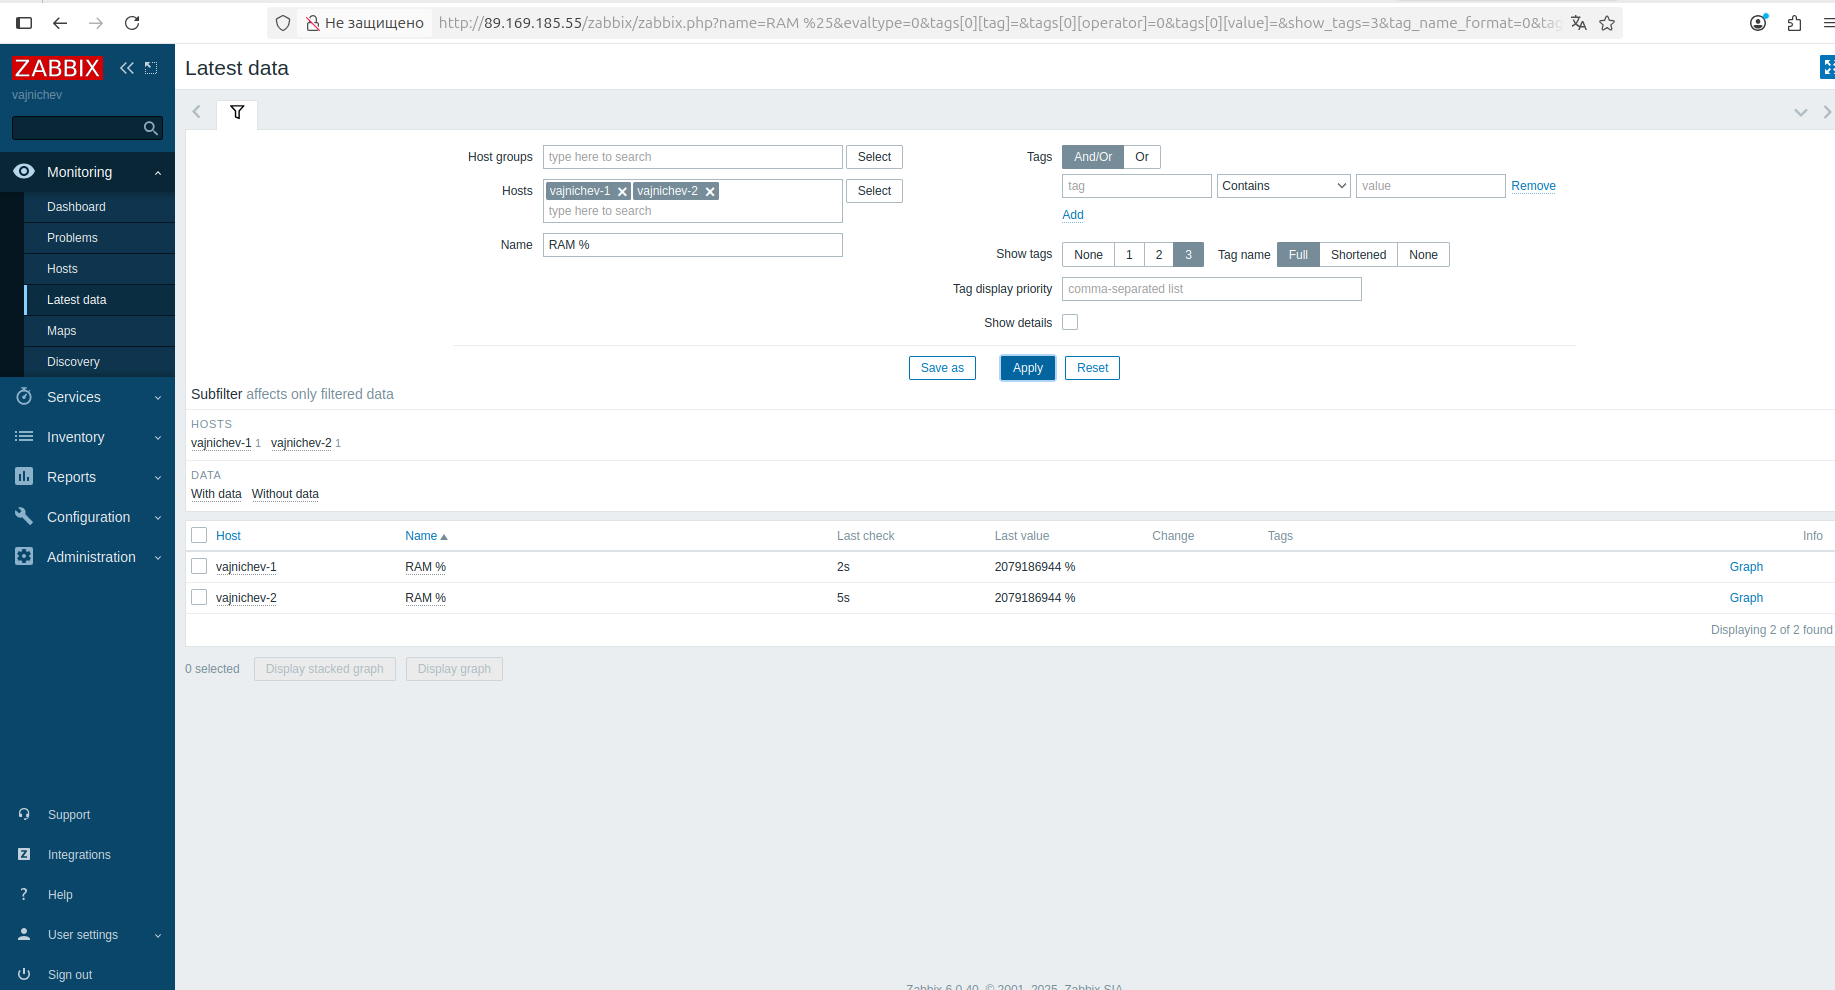 Не защищено
http://89.169.185.55/zabbix/zabbix.php?name=RAM %25&evaltype=0&tags[0][tag]=&tags[0][operator]=0&tags[0][value]=&show_tags=3&tag_name_format=0&tag
ZABBIX
vajnichev
Monitoring
Dashboard
Problems
Hosts
Latest data
Maps
Discovery
Services
Inventory
Reports
Configuration
Administration
Support
Integrations
Help
User settings
Sign out
Latest data
Host groups type here to search Select
Hosts vajnichev-1 vajnichev-2 Select
type here to search
Name RAM %
Tags And/Or Or
tag Contains value Remove
Add
Show tags None 1 2 3 Tag name Full Shortened None
Tag display priority comma-separated list
Show details
Save as Apply Reset
Subfilter affects only filtered data
HOSTS
vajnichev-1 1 vajnichev-2 1
DATA
With data Without data
Host Name Last check Last value Change Tags Info
vajnichev-1 RAM % 2s 2079186944 % Graph
vajnichev-2 RAM % 5s 2079186944 % Graph
Displaying 2 of 2 found
0 selected Display stacked graph Display graph
Zabbix 6.0.40. © 2001–2025, Zabbix SIA